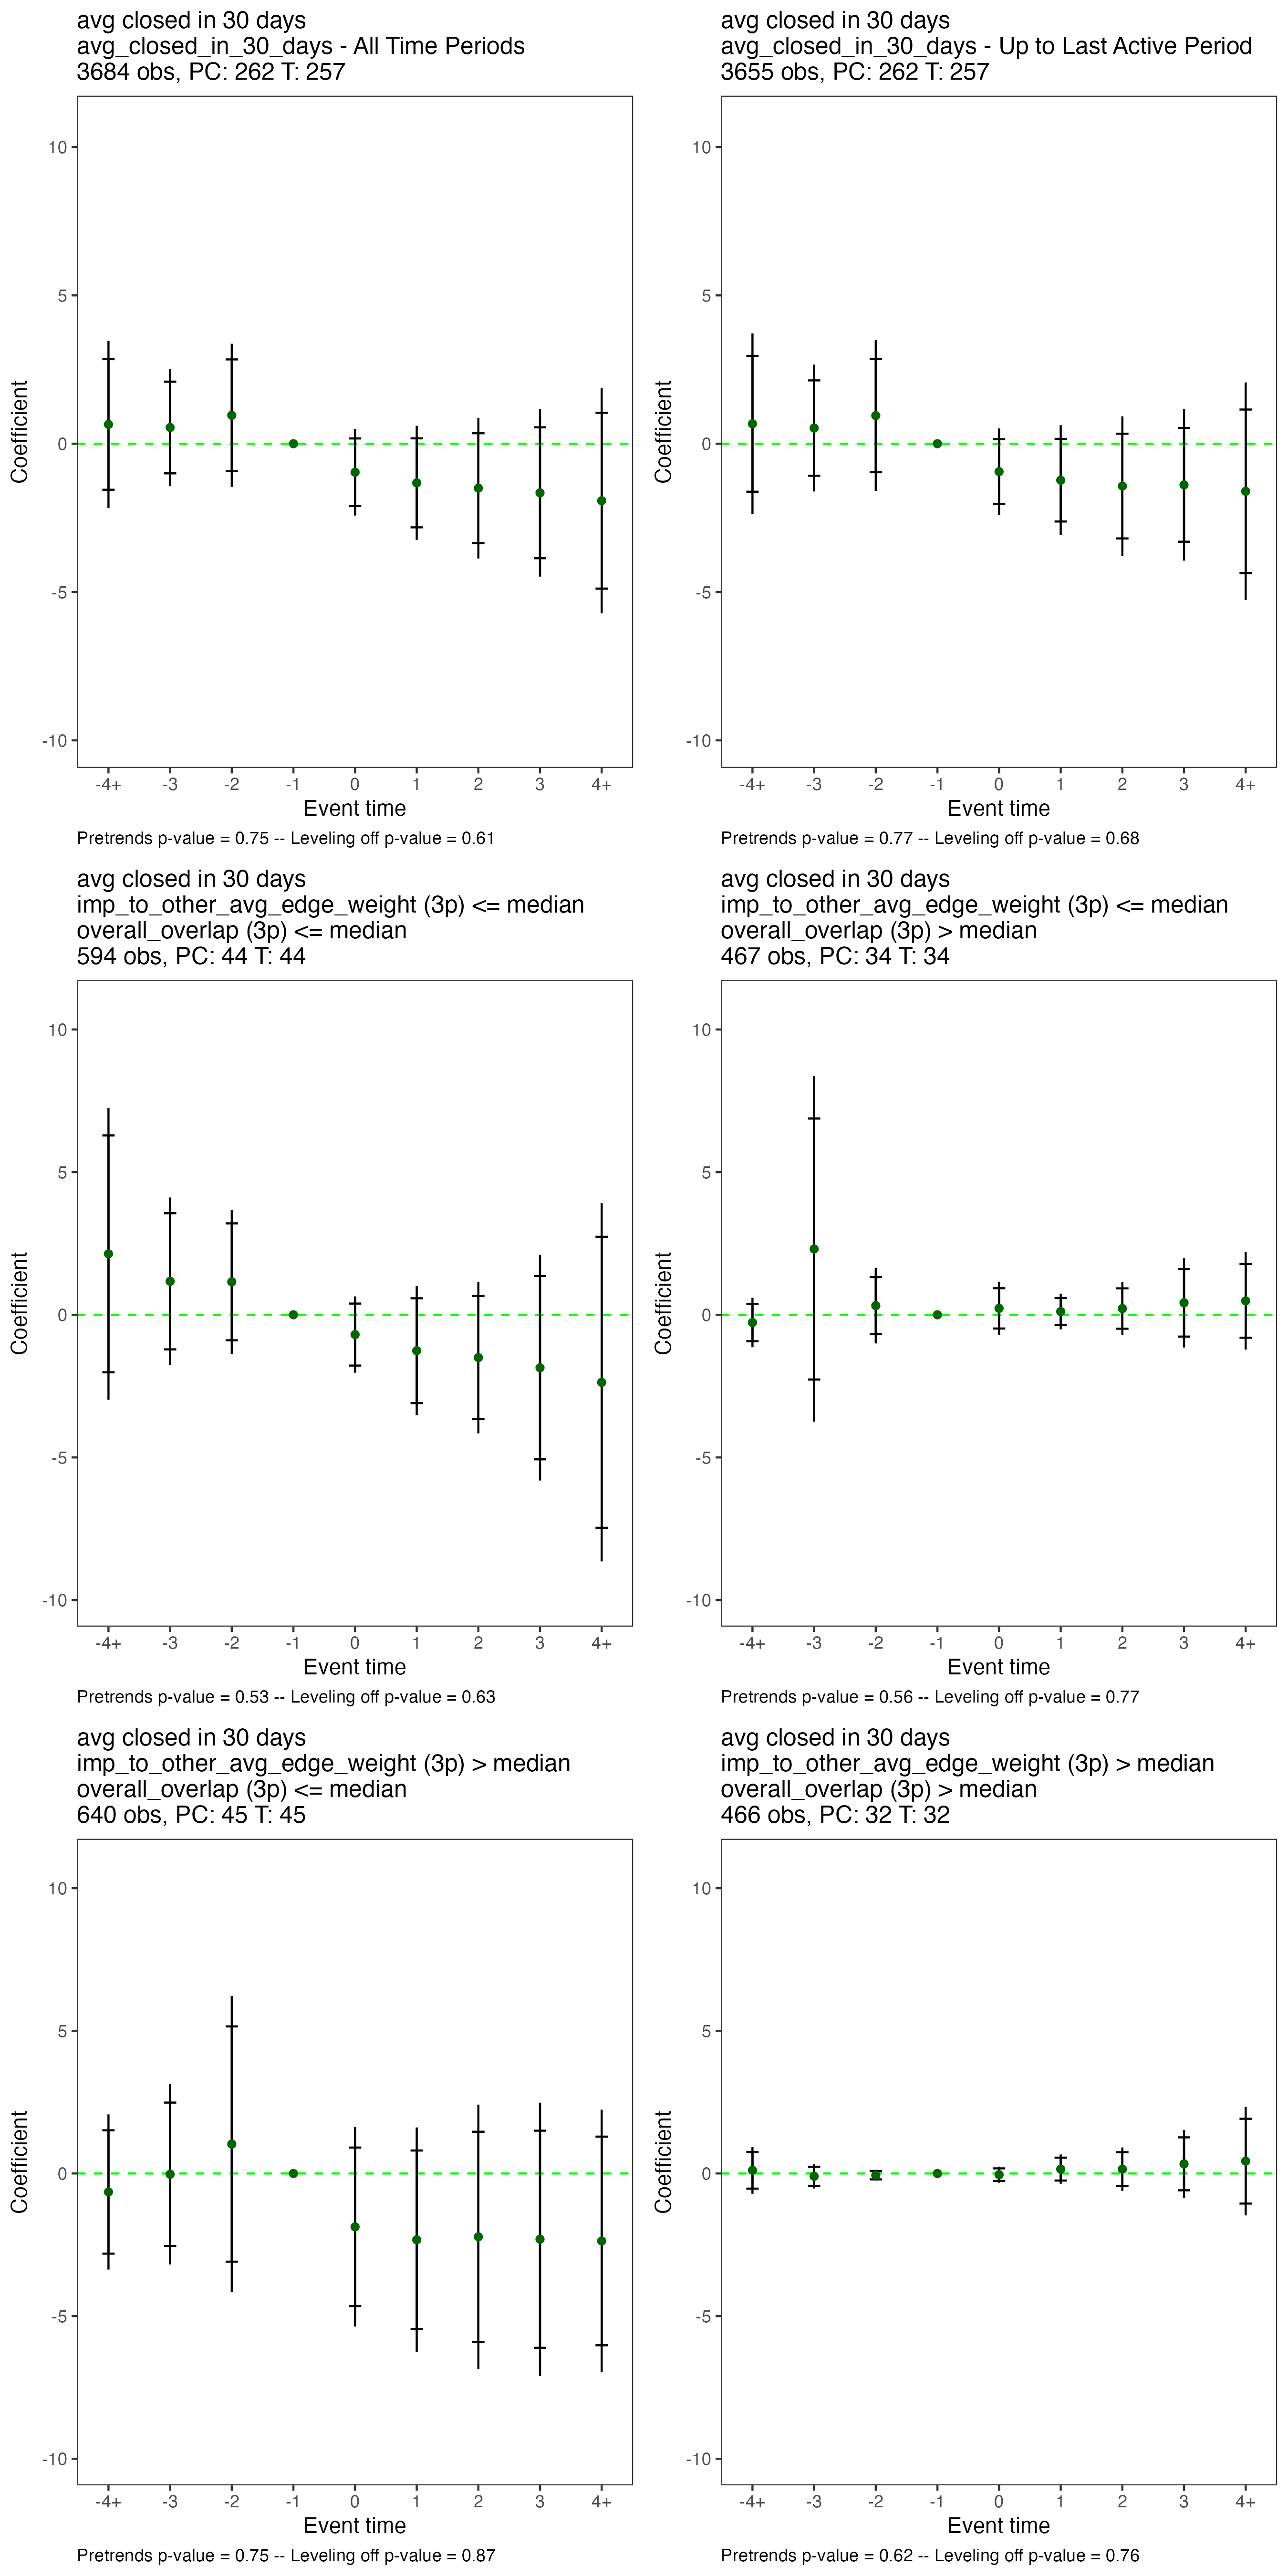 avg closed in 30 days
avg_closed_in_30_days - All Time Periods
3684 obs, PC: 262 T: 257
10
5
0
-5
-10
Coefficient
-4+ -3 -2 -1 0 1 2 3 4+
Event time
Pretrends p-value = 0.75 -- Leveling off p-value = 0.61
avg closed in 30 days
avg_closed_in_30_days - Up to Last Active Period
3655 obs, PC: 262 T: 257
10
5
0
-5
-10
Coefficient
-4+ -3 -2 -1 0 1 2 3 4+
Event time
Pretrends p-value = 0.77 -- Leveling off p-value = 0.68
avg closed in 30 days
imp_to_other_avg_edge_weight (3p) <= median
overall_overlap (3p) <= median
594 obs, PC: 44 T: 44
10
5
0
-5
-10
Coefficient
-4+ -3 -2 -1 0 1 2 3 4+
Event time
Pretrends p-value = 0.53 -- Leveling off p-value = 0.63
avg closed in 30 days
imp_to_other_avg_edge_weight (3p) <= median
overall_overlap (3p) > median
467 obs, PC: 34 T: 34
10
5
0
-5
-10
Coefficient
-4+ -3 -2 -1 0 1 2 3 4+
Event time
Pretrends p-value = 0.56 -- Leveling off p-value = 0.77
avg closed in 30 days
imp_to_other_avg_edge_weight (3p) > median
overall_overlap (3p) <= median
640 obs, PC: 45 T: 45
10
5
0
-5
-10
Coefficient
-4+ -3 -2 -1 0 1 2 3 4+
Event time
Pretrends p-value = 0.75 -- Leveling off p-value = 0.87
avg closed in 30 days
imp_to_other_avg_edge_weight (3p) > median
overall_overlap (3p) > median
466 obs, PC: 32 T: 32
10
5
0
-5
-10
Coefficient
-4+ -3 -2 -1 0 1 2 3 4+
Event time
Pretrends p-value = 0.62 -- Leveling off p-value = 0.76